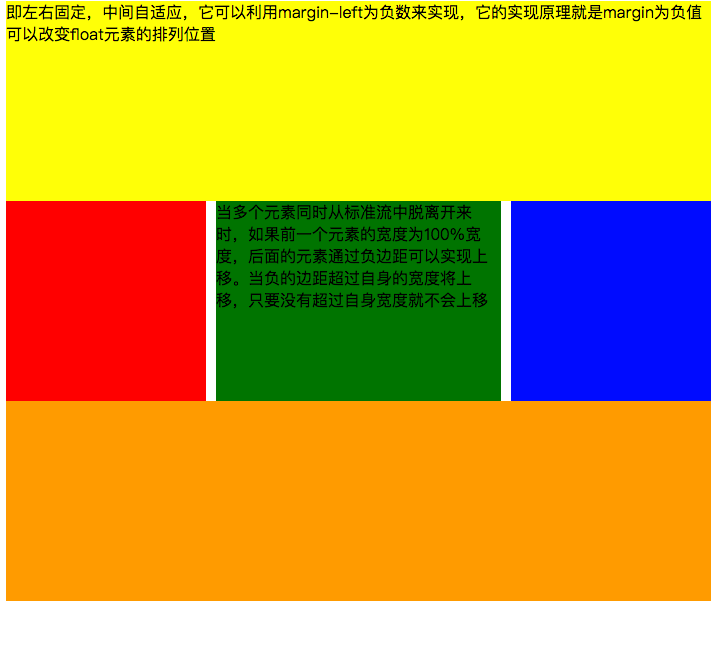 即左右固定，中间自适应，它可以利用margin-left为负数来实现，它的实现原理就是margin为负值
可以改变float元素的排列位置
当多个元素同时从标准流中脱离开来
时，如果前一个元素的宽度为100%宽
度，后面的元素通过负边距可以实现上
移。当负的边距超过自身的宽度将上
移，只要没有超过自身宽度就不会上移